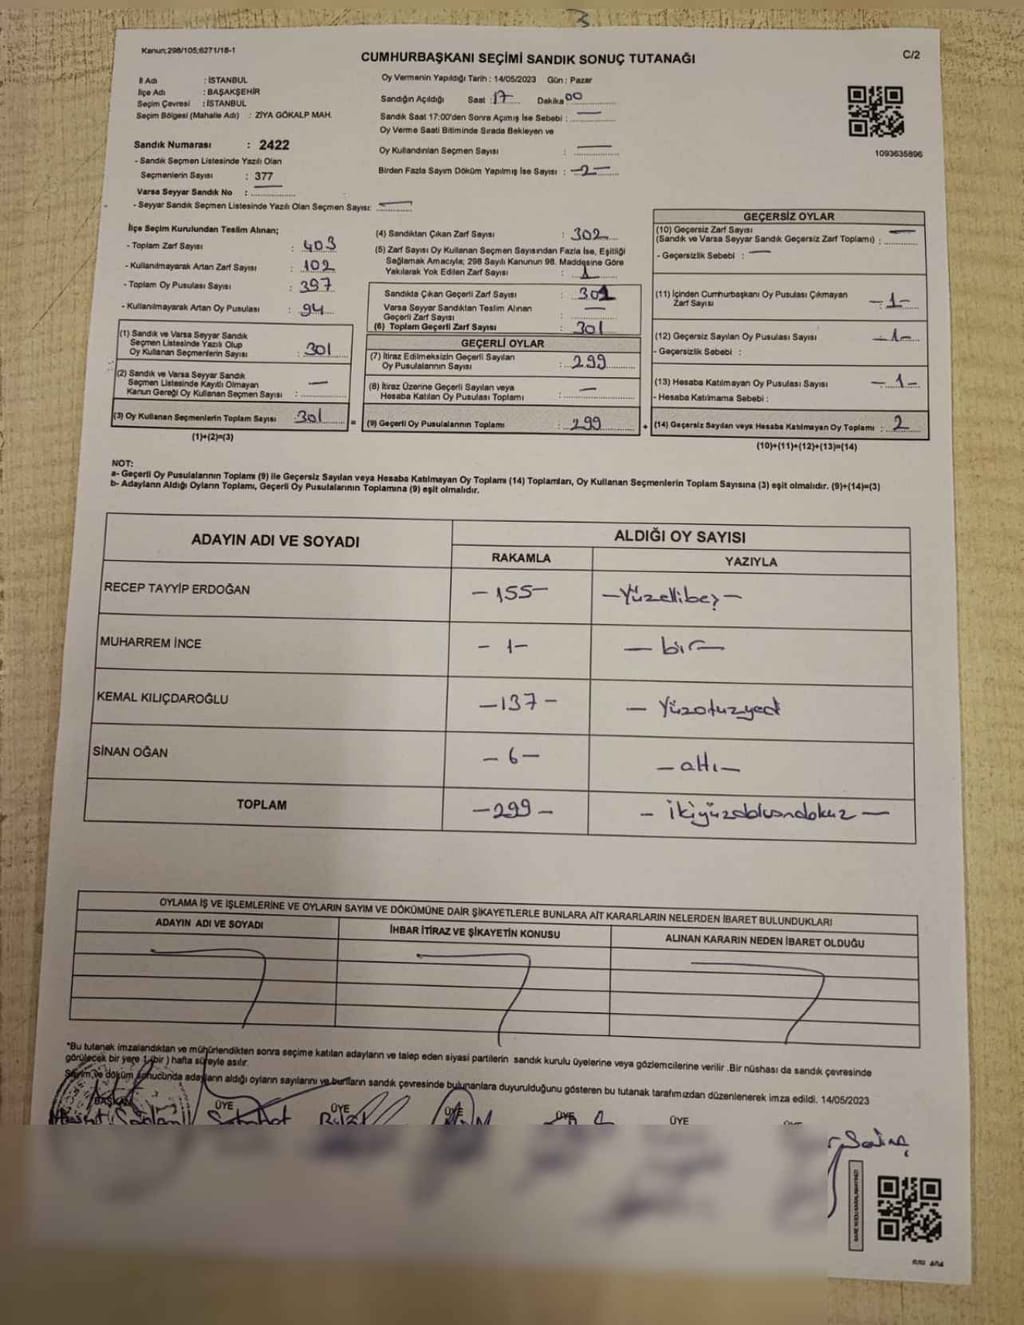 3
Kanun;298/105;6271/18-1
CUMHURBAŞKANI SEÇİMİ SANDIK SONUÇ TUTANAĞI
C/2
İl Adı : İSTANBUL
İlçe Adı : BAŞAKŞEHİR
Seçim Çevresi : İSTANBUL
Seçim Bölgesi (Mahalle Adı) : ZİYA GÖKALP MAH.
Sandık Numarası : 2422
- Sandık Seçmen Listesinde Yazılı Olan
Seçmenlerin Sayısı : 377
Varsa Seyyar Sandık No :
- Seyyar Sandık Seçmen Listesinde Yazılı Olan Seçmen Sayısı:
Oy Vermenin Yapıldığı Tarih : 14/05/2023 Gün : Pazar
Sandığın Açıldığı Saat : 17 Dakika 00
Sandık Saat 17:00'den Sonra Açılmış İse Sebebi :
Oy Verme Saati Bitiminde Sırada Bekleyen ve
Oy Kullandırılan Seçmen Sayısı :
Birden Fazla Sayım Döküm Yapılmış İse Sayısı : -2-
1093635896
İlçe Seçim Kurulundan Teslim Alınan;
- Toplam Zarf Sayısı : 403
- Kullanılmayarak Artan Zarf Sayısı : 102
- Toplam Oy Pusulası Sayısı : 397
- Kullanılmayarak Artan Oy Pusulası : 94
(1) Sandık ve Varsa Seyyar Sandık
Seçmen Listesinde Yazılı Olup
Oy Kullanan Seçmenlerin Sayısı : 301
(2) Sandık ve Varsa Seyyar Sandık
Seçmen Listesinde Kayıtlı Olmayan
Kanun Gereği Oy Kullanan Seçmen Sayısı :
(3) Oy Kullanan Seçmenlerin Toplam Sayısı : 301
(1)+(2)=(3)
(4) Sandıktan Çıkan Zarf Sayısı : 302
(5) Zarf Sayısı Oy Kullanan Seçmen Sayısından Fazla İse, Eşitliği
Sağlamak Amacıyla; 298 Sayılı Kanunun 98. Maddesine Göre
Yakılarak Yok Edilen Zarf Sayısı : 1
Sandıkta Çıkan Geçerli Zarf Sayısı : 301
Varsa Seyyar Sandıktan Teslim Alınan
Geçerli Zarf Sayısı :
(6) Toplam Geçerli Zarf Sayısı : 301
GEÇERLİ OYLAR
(7) İtiraz Edilmeksizin Geçerli Sayılan
Oy Pusulalarının Sayısı : 299
(8) İtiraz Üzerine Geçerli Sayılan veya
Hesaba Katılan Oy Pusulası Toplamı :
(9) Geçerli Oy Pusulalarının Toplamı : 299
GEÇERSİZ OYLAR
(10) Geçersiz Zarf Sayısı
(Sandık ve Varsa Seyyar Sandık Geçersiz Zarf Toplamı) :
- Geçersizlik Sebebi :
(11) İçinden Cumhurbaşkanı Oy Pusulası Çıkmayan
Zarf Sayısı : -1-
(12) Geçersiz Sayılan Oy Pusulası Sayısı : -1-
- Geçersizlik Sebebi :
(13) Hesaba Katılmayan Oy Pusulası Sayısı : -1-
- Hesaba Katılmama Sebebi :
(14) Geçersiz Sayılan veya Hesaba Katılmayan Oy Toplamı : 2
(10)+(11)+(12)+(13)=(14)
NOT:
a- Geçerli Oy Pusulalarının Toplamı (9) ile Geçersiz Sayılan veya Hesaba Katılmayan Oy Toplamı (14) Toplamları, Oy Kullanan Seçmenlerin Toplam Sayısına (3) eşit olmalıdır. (9)+(14)=(3)
b- Adayların Aldığı Oyların Toplamı, Geçerli Oy Pusulalarının Toplamına (9) eşit olmalıdır.
ADAYIN ADI VE SOYADI
ALDIĞI OY SAYISI
RAKAMLA YAZIYLA
RECEP TAYYİP ERDOĞAN -155- -Yüzellibeş-
MUHARREM İNCE -1- -bir-
KEMAL KILIÇDAROĞLU -137- -Yüzotuzyedi
SİNAN OĞAN -6- -altı-
TOPLAM -299- -ikiyüzdoksandokuz-
OYLAMA İŞ VE İŞLEMLERİNE VE OYLARIN SAYIM VE DÖKÜMÜNE DAİR ŞİKAYETLERLE BUNLARA AİT KARARLARIN NELERDEN İBARET BULUNDUKLARI
ADAYIN ADI VE SOYADI İHBAR İTİRAZ VE ŞİKAYETİN KONUSU ALINAN KARARIN NEDEN İBARET OLDUĞU
*Bu tutanak imzalandıktan ve mühürlendikten sonra seçime katılan adayların ve talep eden siyasi partilerin sandık kurulu üyelerine veya gözlemcilerine verilir .Bir nüshası da sandık çevresinde
görülecek bir yere 1 (bir ) hafta süreyle asılır.
Sayım ve döküm sonucunda adayların aldığı oyların sayılarını ve bunların sandık çevresinde bulunanlara duyurulduğunu gösteren bu tutanak tarafımızdan düzenlenerek imza edildi. 14/05/2023
BAŞKAN ÜYE ÜYE ÜYE ÜYE ÜYE